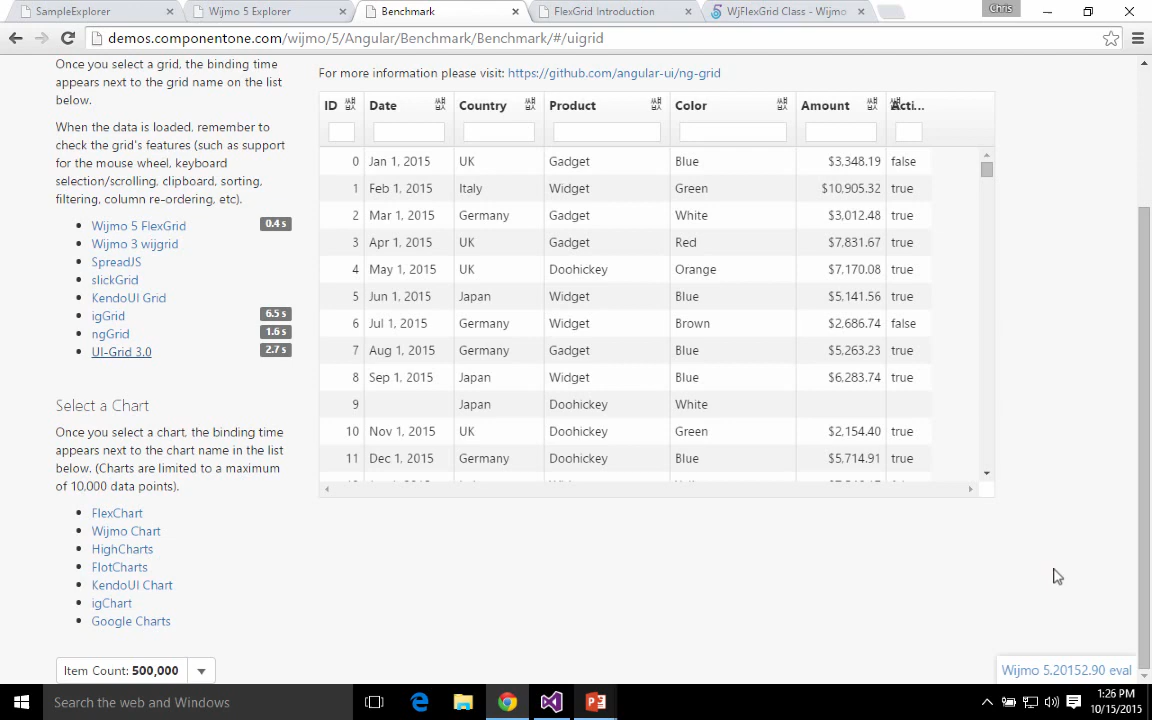 SampleExplorer
Wijmo 5 Explorer
Benchmark
FlexGrid Introduction
WjFlexGrid Class - Wijmo
Chris
demos.componentone.com/wijmo/5/Angular/Benchmark/Benchmark/#/uigrid
Once you select a grid, the binding time
appears next to the grid name on the list
below.
When the data is loaded, remember to
check the grid's features (such as support
for the mouse wheel, keyboard
selection/scrolling, clipboard, sorting,
filtering, column re-ordering, etc).
Wijmo 5 FlexGrid 0.4 s
Wijmo 3 wijgrid
SpreadJS
slickGrid
KendoUI Grid
igGrid 6.5 s
ngGrid 1.6 s
UI-Grid 3.0 2.7 s
Select a Chart
Once you select a chart, the binding time
appears next to the chart name in the list
below. (Charts are limited to a maximum
of 10,000 data points).
FlexChart
Wijmo Chart
HighCharts
FlotCharts
KendoUI Chart
igChart
Google Charts
Item Count: 500,000
For more information please visit: https://github.com/angular-ui/ng-grid
ID Date Country Product Color Amount Acti...
0 Jan 1, 2015 UK Gadget Blue $3,348.19 false
1 Feb 1, 2015 Italy Widget Green $10,905.32 true
2 Mar 1, 2015 Germany Gadget White $3,012.48 true
3 Apr 1, 2015 UK Gadget Red $7,831.67 true
4 May 1, 2015 UK Doohickey Orange $7,170.08 true
5 Jun 1, 2015 Japan Widget Blue $5,141.56 true
6 Jul 1, 2015 Germany Widget Brown $2,686.74 false
7 Aug 1, 2015 Germany Gadget Blue $5,263.23 true
8 Sep 1, 2015 Japan Widget Blue $6,283.74 true
9 Japan Doohickey White
10 Nov 1, 2015 UK Doohickey Green $2,154.40 true
11 Dec 1, 2015 Germany Doohickey Blue $5,714.91 true
Wijmo 5.20152.90 eval
Search the web and Windows
1:26 PM
10/15/2015